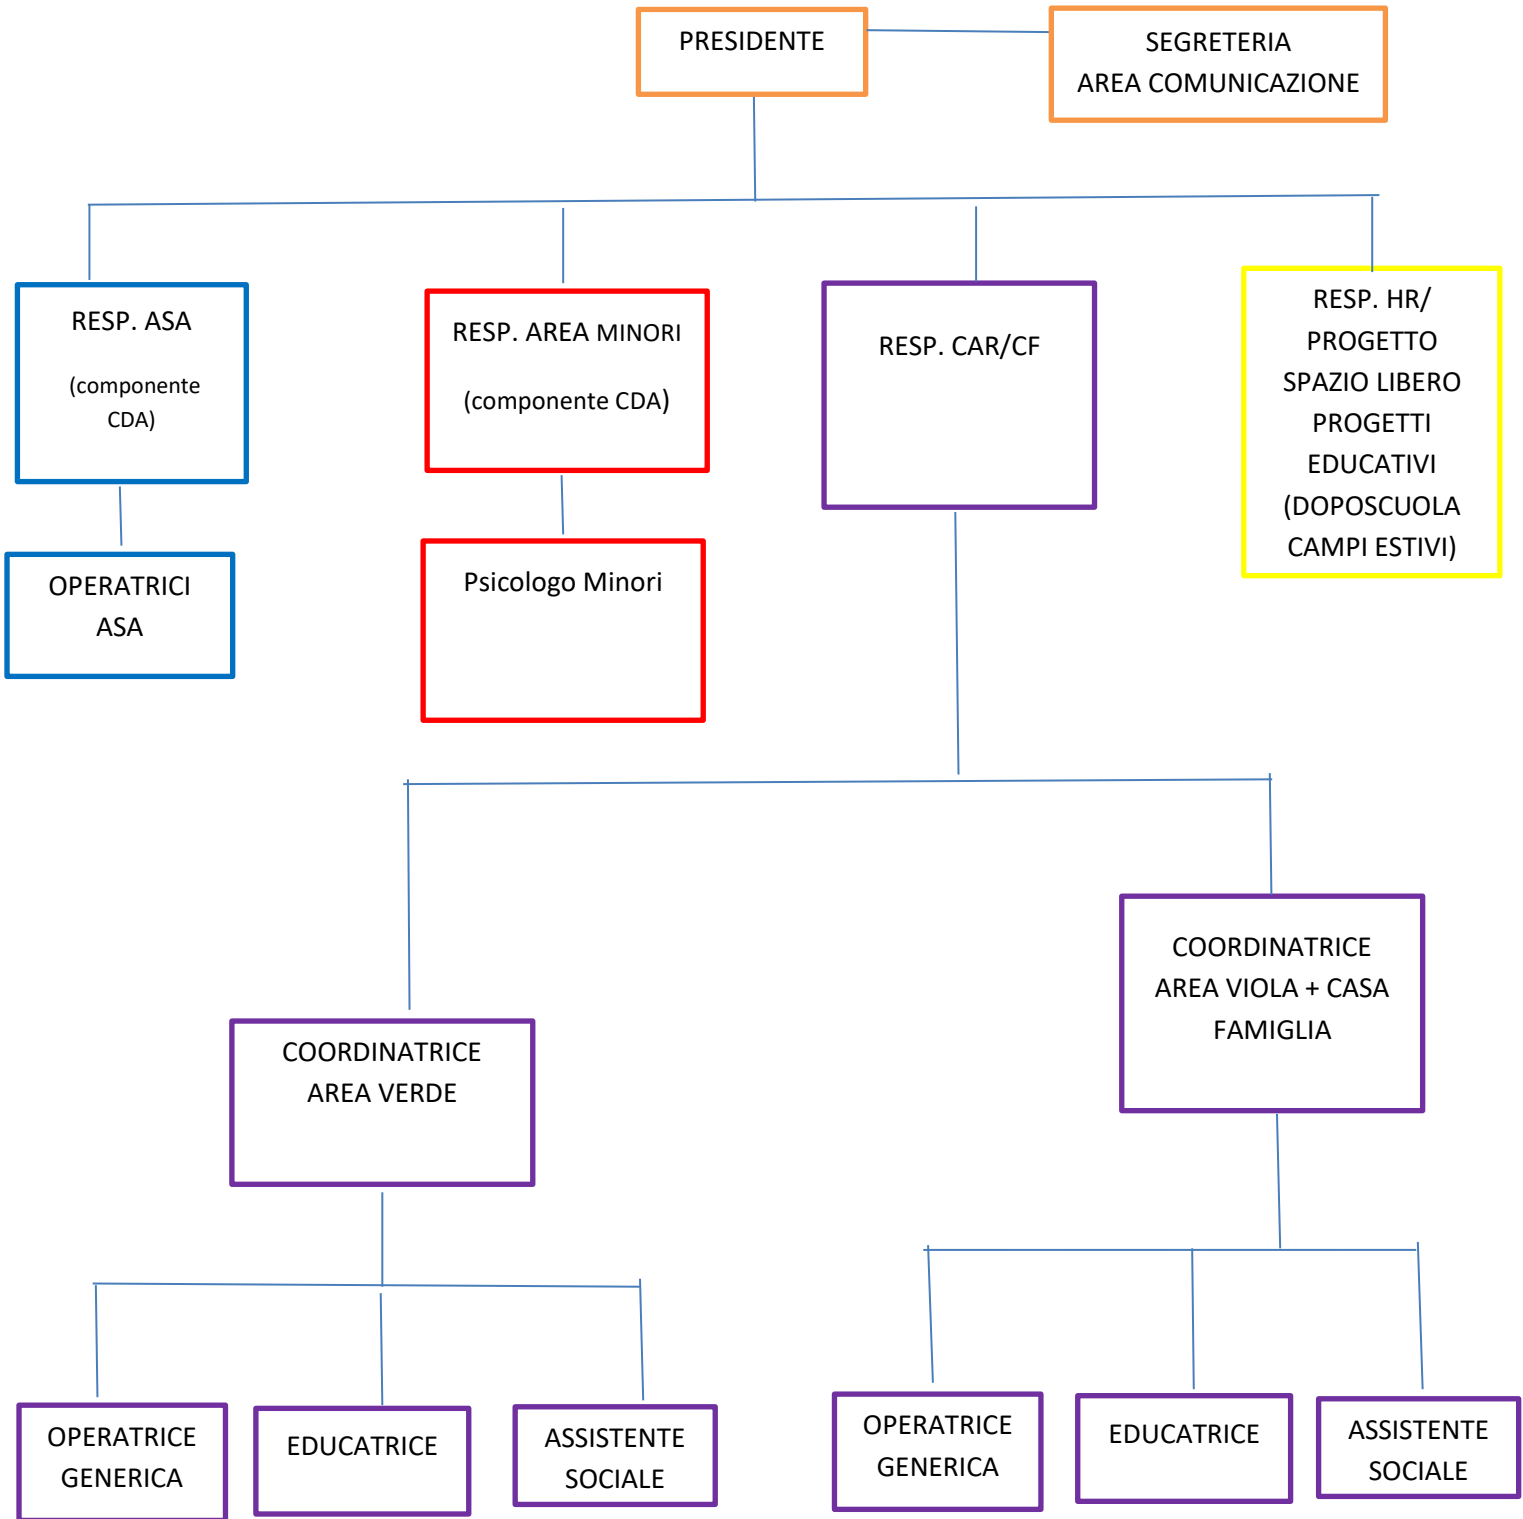 PRESIDENTE
SEGRETERIA
AREA COMUNICAZIONE
RESP. ASA
(componente
CDA)
RESP. AREA MINORI
(componente CDA)
RESP. CAR/CF
RESP. HR/
PROGETTO
SPAZIO LIBERO
PROGETTI
EDUCATIVI
(DOPOSCUOLA
CAMPI ESTIVI)
OPERATRICI
ASA
Psicologo Minori
COORDINATRICE
AREA VERDE
COORDINATRICE
AREA VIOLA + CASA
FAMIGLIA
OPERATRICE
GENERICA
EDUCATRICE
ASSISTENTE
SOCIALE
OPERATRICE
GENERICA
EDUCATRICE
ASSISTENTE
SOCIALE